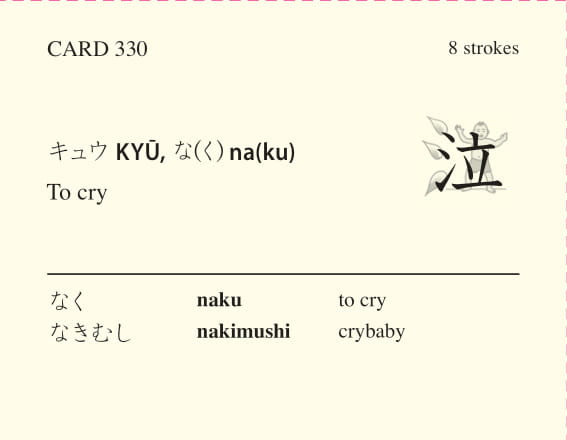 CARD 330
8 strokes
キュウ KYŪ, な(く) na(ku)
To cry
泣
なく naku to cry
なきむし nakimushi crybaby